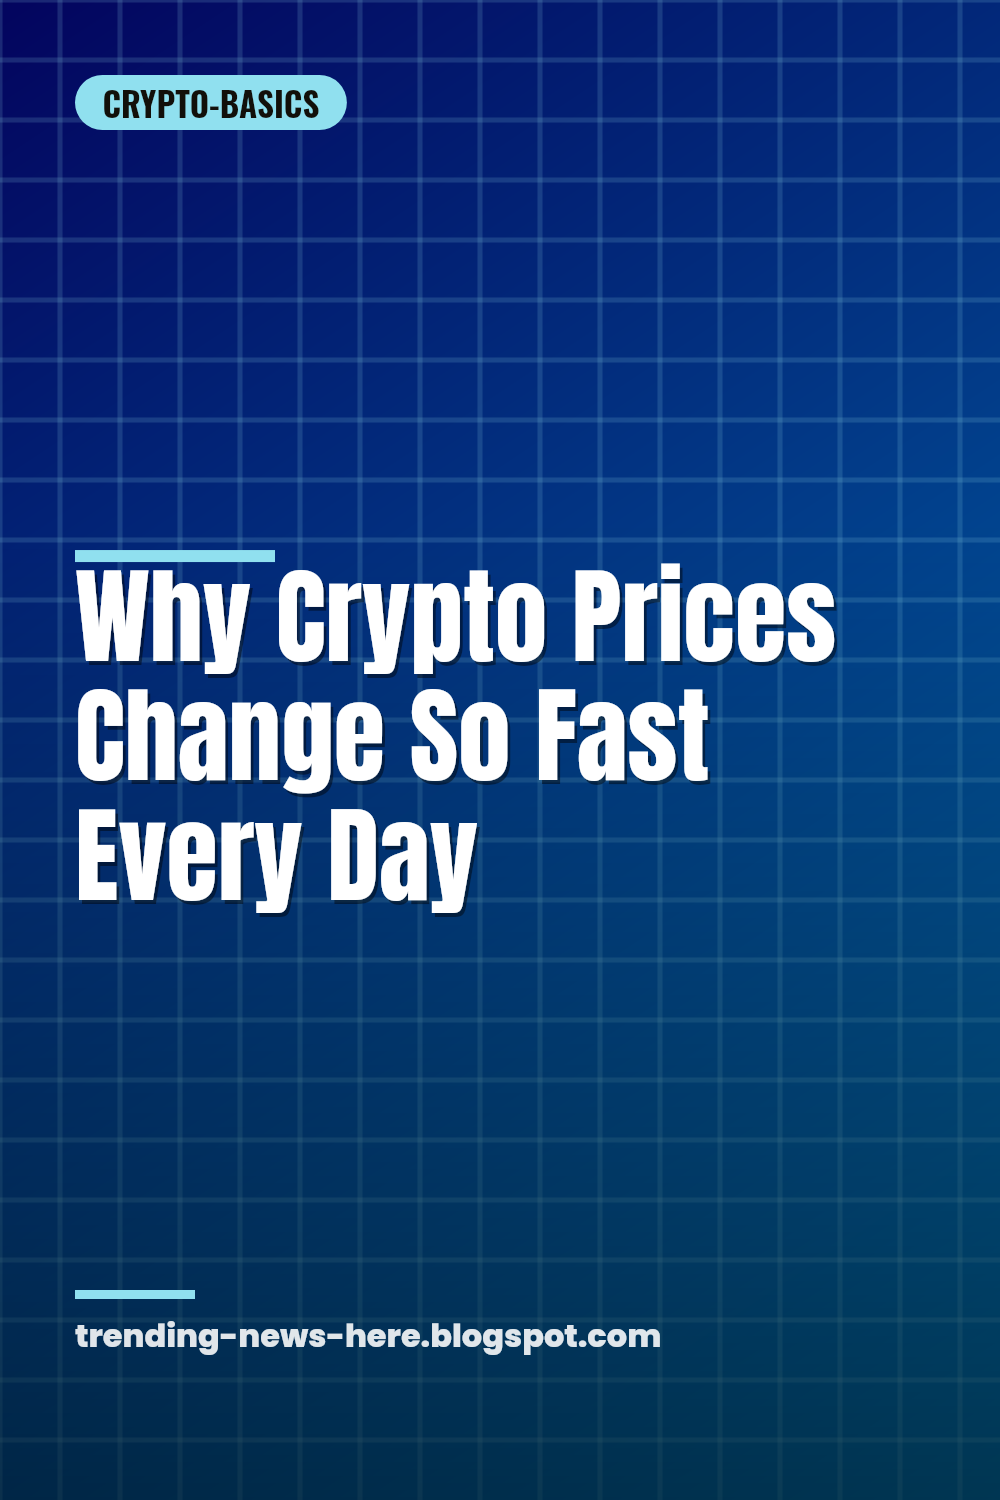 CRYPTO-BASICS
Why Crypto Prices
Change So Fast
Every Day
trending-news-here.blogspot.com